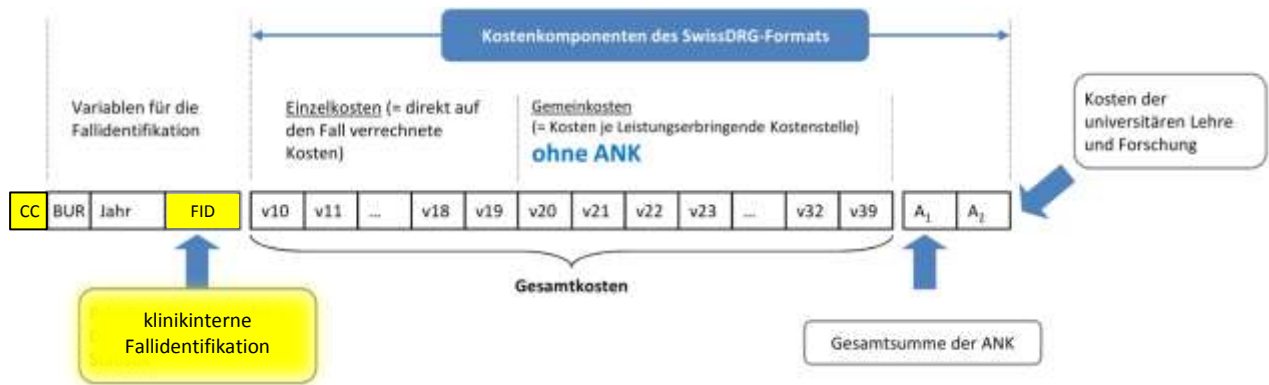 Kostenkomponenten des SwissDRG-Formats
Variablen für die
Fallidentifikation
Einzelkosten (= direkt auf
den Fall verrechnete
Kosten)
Gemeinkosten
(= Kosten je Leistungserbringende Kostenstelle)
ohne ANK
Kosten der
universitären Lehre
und Forschung
CC BUR Jahr FID v10 v11 ... v18 v19 v20 v21 v22 v23 ... v32 v39 A1 A2
Gesamtkosten
klinikinterne
Fallidentifikation
Gesamtsumme der ANK